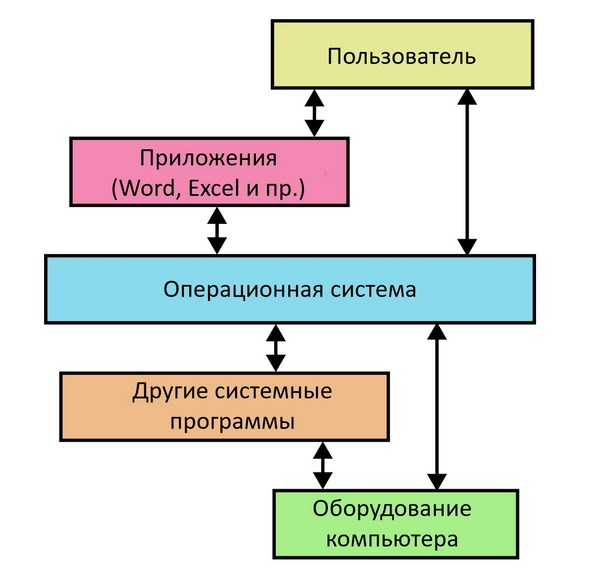 Пользователь
Приложения
(Word, Excel и пр.)
Операционная система
Другие системные
программы
Оборудование
компьютера